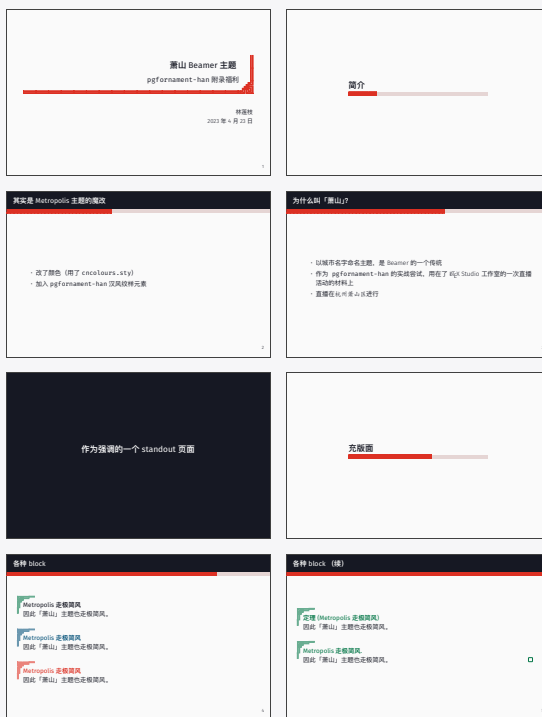 萧山 Beamer 主题
pgfornament-han 附录福利
林莲枝
2023 年 4 月 23 日
1
简介
其实是 Metropolis 主题的魔改
· 改了颜色（用了 cncolours.sty）
· 加入 pgfornament-han 汉风纹样元素
2
为什么叫「萧山」?
· 以城市名字命名主题，是 Beamer 的一个传统
· 作为 pgfornament-han 的实战尝试，用在了 Studio 工作室的一次直播
活动的材料上
· 直播在杭州萧山区进行
作为强调的一个 standout 页面
充版面
各种 block
Metropolis 走极简风
因此「萧山」主题也走极简风。
Metropolis 走极简风
因此「萧山」主题也走极简风。
Metropolis 走极简风
因此「萧山」主题也走极简风。
各种 block （续）
定理 (Metropolis 走极简风)
因此「萧山」主题也走极简风。
Metropolis 走极简风.
因此「萧山」主题也走极简风。